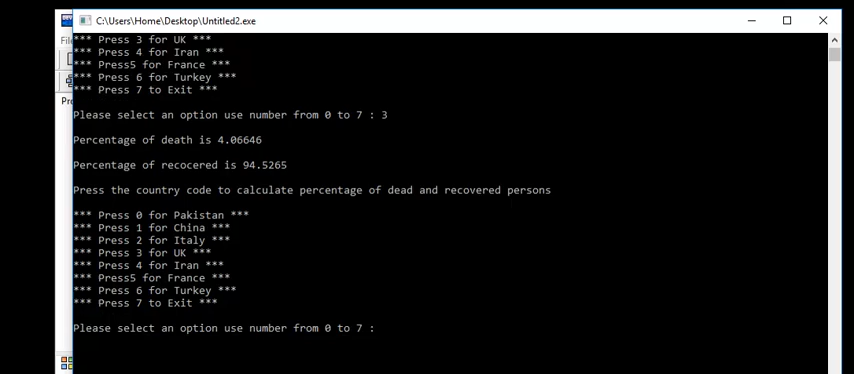 C:\Users\Home\Desktop\Untitled2.exe
*** Press 3 for UK ***
*** Press 4 for Iran ***
*** Press5 for France ***
*** Press 6 for Turkey ***
*** Press 7 to Exit ***
Please select an option use number from 0 to 7 : 3
Percentage of death is 4.06646
Percentage of recocered is 94.5265
Press the country code to calculate percentage of dead and recovered persons
*** Press 0 for Pakistan ***
*** Press 1 for China ***
*** Press 2 for Italy ***
*** Press 3 for UK ***
*** Press 4 for Iran ***
*** Press5 for France ***
*** Press 6 for Turkey ***
*** Press 7 to Exit ***
Please select an option use number from 0 to 7 :